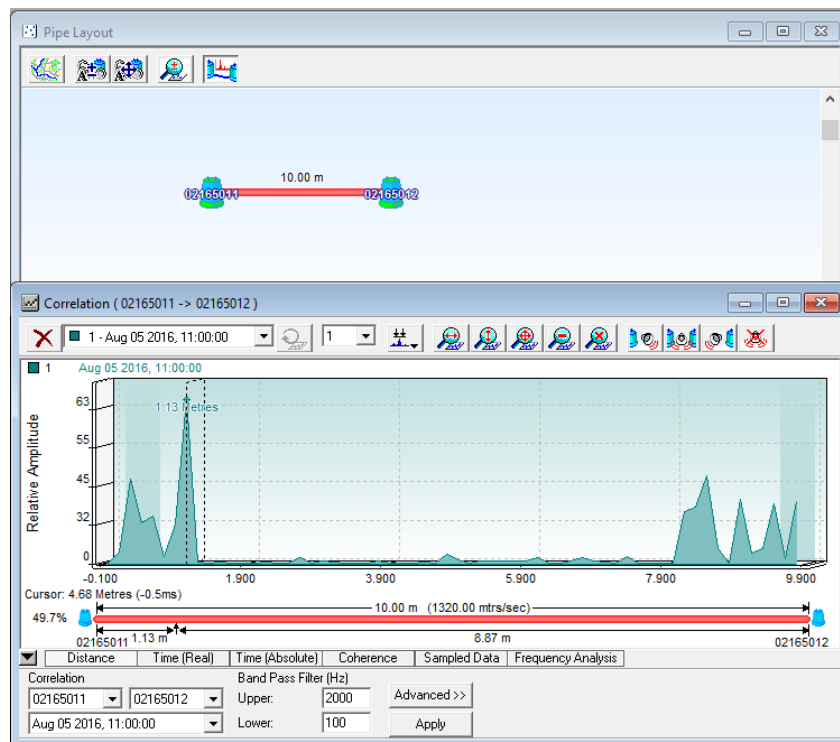 Pipe Layout
10.00 m
02165011 02165012
Correlation ( 02165011 -> 02165012 )
1 - Aug 05 2016, 11:00:00 1
1 Aug 05 2016, 11:00:00
63
1.13 Metres
55
45
32
0
Relative Amplitude
-0.100 1.900 3.900 5.900 7.900 9.900
Cursor: 4.68 Metres (-0.5ms)
10.00 m (1320.00 mtrs/sec)
49.7%
02165011 1.13 m 8.87 m 02165012
Distance Time (Real) Time (Absolute) Coherence Sampled Data Frequency Analysis
Correlation Band Pass Filter (Hz)
02165011 02165012 Upper: 2000 Advanced >>
Aug 05 2016, 11:00:00 Lower: 100 Apply